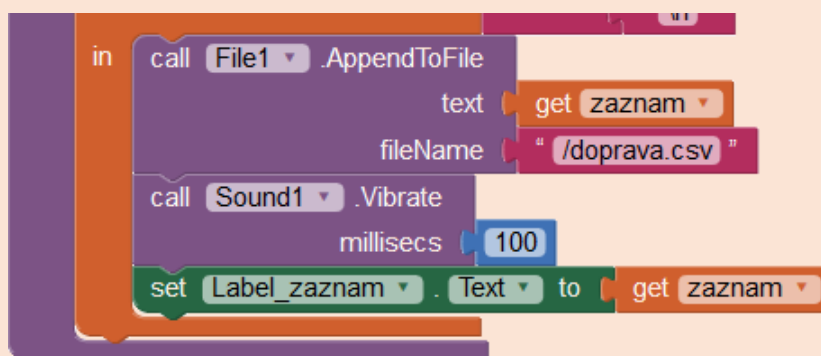 \n
in call File1 .AppendToFile
text get zaznam
fileName " /doprava.csv "
call Sound1 .Vibrate
millisecs 100
set Label_zaznam . Text to get zaznam